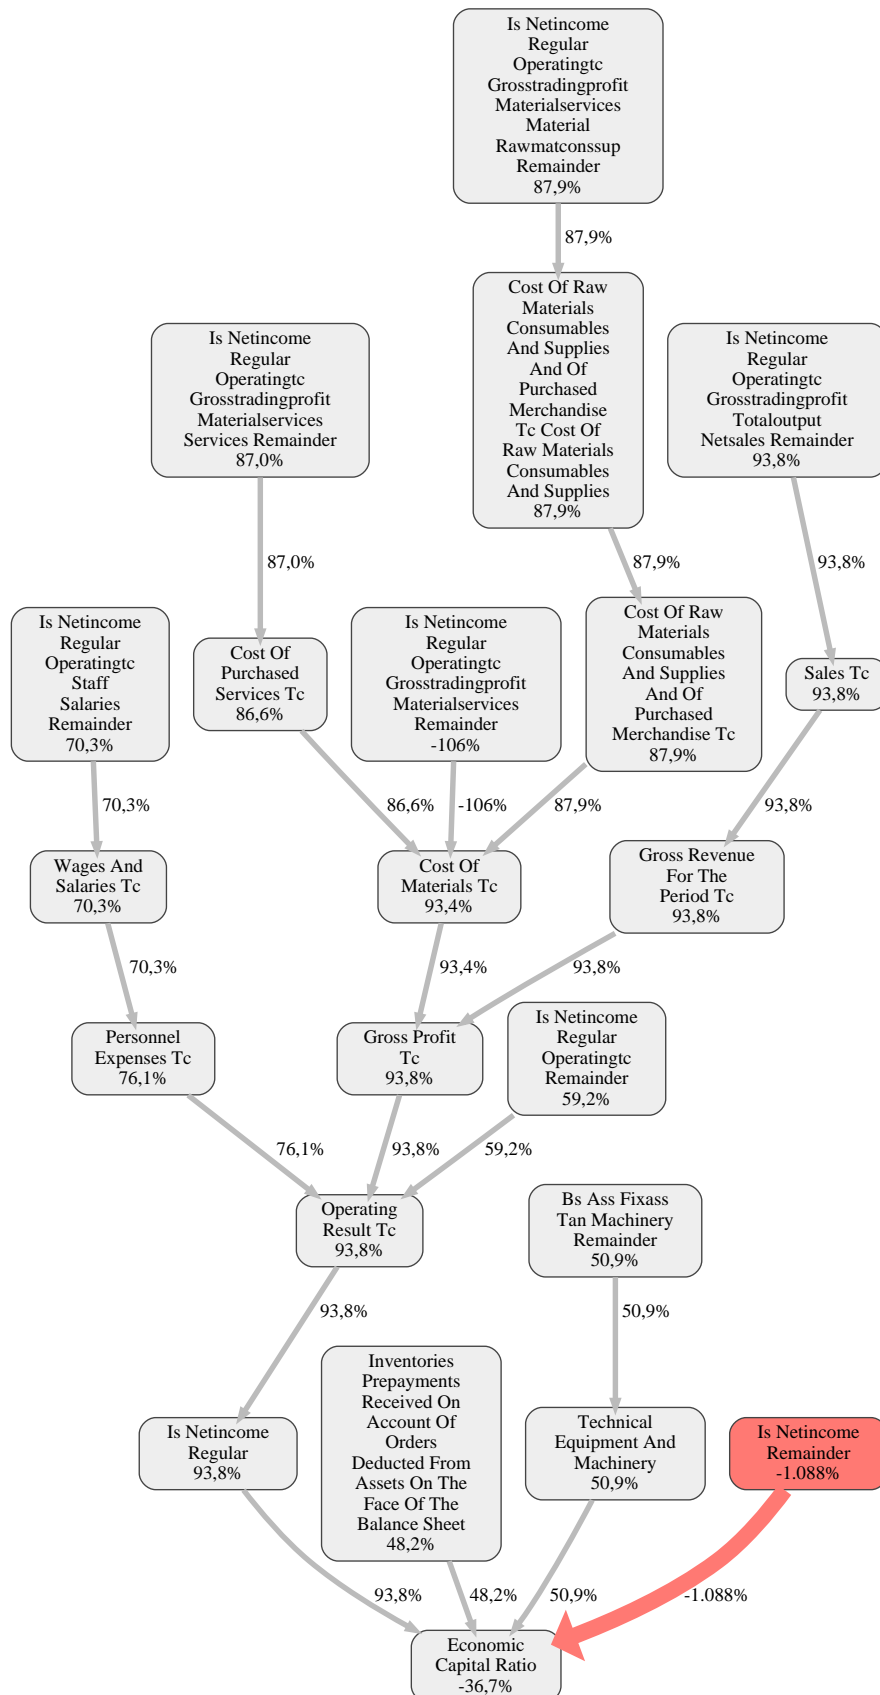 Is Netincome
Regular
Operatingtc
Grosstradingprofit
Materialservices
Material
Rawmatconssup
Remainder
87,9%
87,9%
Cost Of Raw
Materials
Consumables
And Supplies
And Of
Purchased
Merchandise
Tc Cost Of
Raw Materials
Consumables
And Supplies
87,9%
Is Netincome
Regular
Operatingtc
Grosstradingprofit
Materialservices
Services Remainder
87,0%
Is Netincome
Regular
Operatingtc
Grosstradingprofit
Totaloutput
Netsales Remainder
93,8%
87,0%
87,9%
93,8%
Is Netincome
Regular
Operatingtc
Staff
Salaries
Remainder
70,3%
Cost Of
Purchased
Services Tc
86,6%
Is Netincome
Regular
Operatingtc
Grosstradingprofit
Materialservices
Remainder
-106%
Cost Of Raw
Materials
Consumables
And Supplies
And Of
Purchased
Merchandise Tc
87,9%
Sales Tc
93,8%
70,3%
86,6%
-106%
87,9%
93,8%
Wages And
Salaries Tc
70,3%
Cost Of
Materials Tc
93,4%
Gross Revenue
For The
Period Tc
93,8%
70,3%
93,4%
93,8%
Personnel
Expenses Tc
76,1%
Gross Profit
Tc
93,8%
Is Netincome
Regular
Operatingtc
Remainder
59,2%
76,1%
93,8%
59,2%
Operating
Result Tc
93,8%
Bs Ass Fixass
Tan Machinery
Remainder
50,9%
93,8%
50,9%
Is Netincome
Regular
93,8%
Inventories
Prepayments
Received On
Account Of
Orders
Deducted From
Assets On The
Face Of The
Balance Sheet
48,2%
Technical
Equipment And
Machinery
50,9%
Is Netincome
Remainder
-1.088%
93,8%
48,2%
50,9%
-1.088%
Economic
Capital Ratio
-36,7%